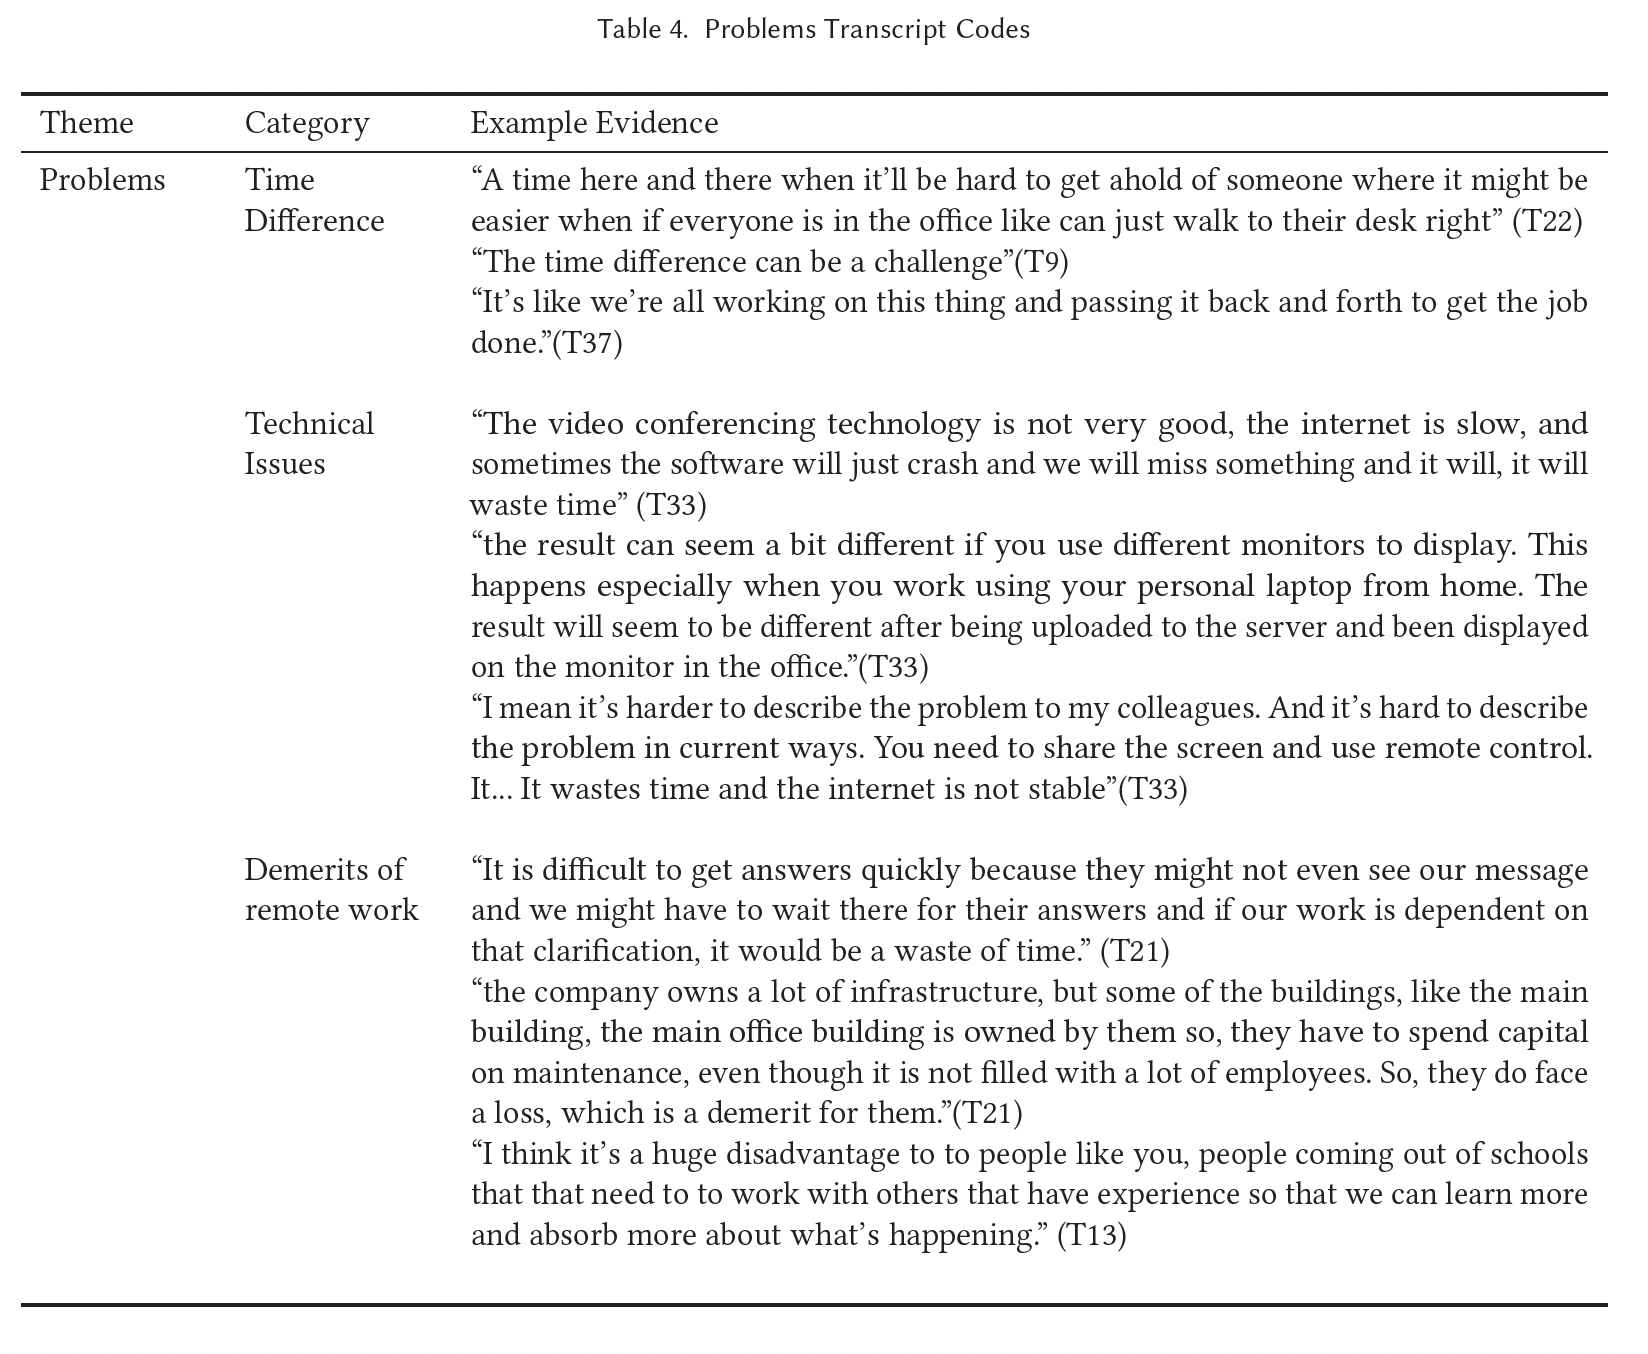 Table 4. Problems Transcript Codes
Theme Category Example Evidence
Problems Time “A time here and there when it’ll be hard to get ahold of someone where it might be
Difference easier when if everyone is in the office like can just walk to their desk right” (T22)
“The time difference can be a challenge”(T9)
“It’s like we’re all working on this thing and passing it back and forth to get the job
done.”(T37)
Technical “The video conferencing technology is not very good, the internet is slow, and
Issues sometimes the software will just crash and we will miss something and it will, it will
waste time” (T33)
“the result can seem a bit different if you use different monitors to display. This
happens especially when you work using your personal laptop from home. The
result will seem to be different after being uploaded to the server and been displayed
on the monitor in the office.”(T33)
“I mean it’s harder to describe the problem to my colleagues. And it’s hard to describe
the problem in current ways. You need to share the screen and use remote control.
It... It wastes time and the internet is not stable”(T33)
Demerits of “It is difficult to get answers quickly because they might not even see our message
remote work and we might have to wait there for their answers and if our work is dependent on
that clarification, it would be a waste of time.” (T21)
“the company owns a lot of infrastructure, but some of the buildings, like the main
building, the main office building is owned by them so, they have to spend capital
on maintenance, even though it is not filled with a lot of employees. So, they do face
a loss, which is a demerit for them.”(T21)
“I think it’s a huge disadvantage to to people like you, people coming out of schools
that that need to to work with others that have experience so that we can learn more
and absorb more about what’s happening.” (T13)